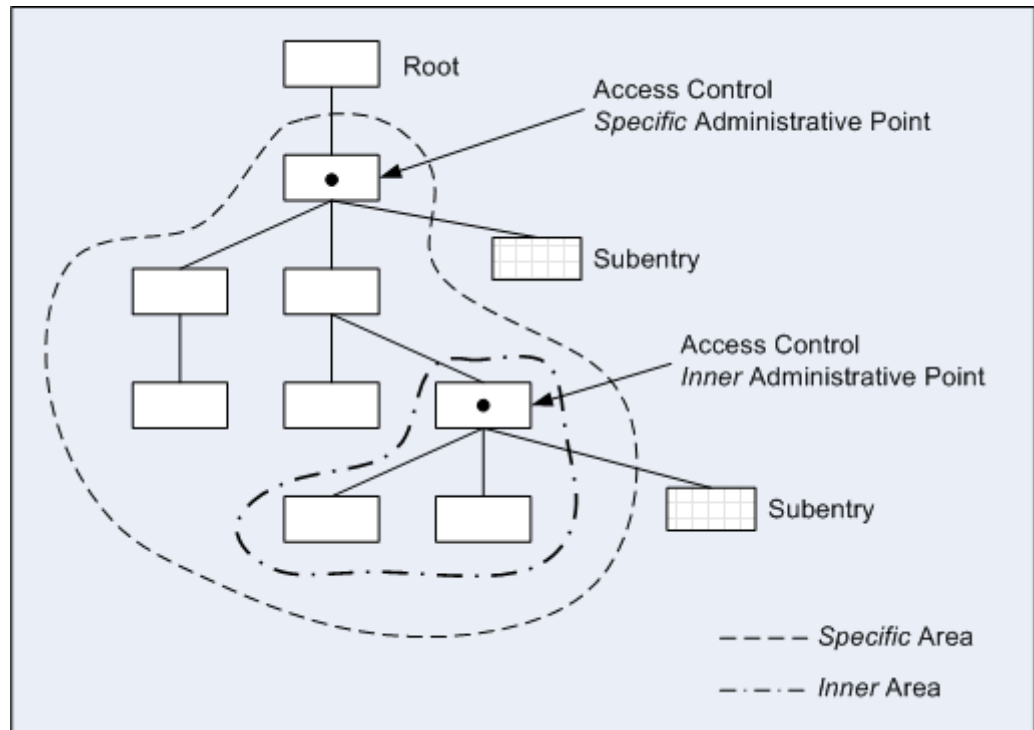 Root
Access Control
Specific Administrative Point
Subentry
Access Control
Inner Administrative Point
Subentry
Specific Area
Inner Area